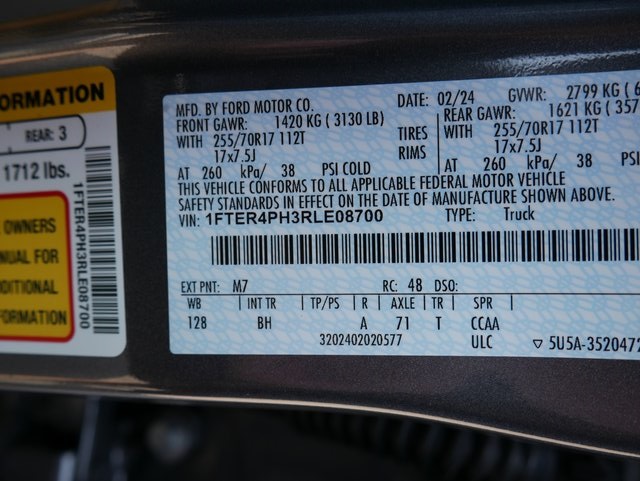 ORMATION
REAR: 3
1712 lbs.
OWNERS
NUAL FOR
DITIONAL
FORMATION
1FTER4PH3RLE08700
MFD. BY FORD MOTOR CO.
DATE: 02/24 GVWR: 2799 KG (6
FRONT GAWR: 1420 KG (3130 LB)
REAR GAWR: 1621 KG (357
WITH 255/70R17 112T TIRES WITH 255/70R17 112T
17x7.5J RIMS 17x7.5J
AT 260 kPa/ 38 PSI COLD AT 260 kPa/ 38 PSI
THIS VEHICLE CONFORMS TO ALL APPLICABLE FEDERAL MOTOR VEHICLE
SAFETY STANDARDS IN EFFECT ON THE DATE OF MANUFACTURE SHOWN ABOVE.
VIN: 1FTER4PH3RLE08700 TYPE: Truck
EXT PNT: M7 RC: 48 DSO:
WB INT TR TP/PS R AXLE TR SPR
128 BH A 71 T CCAA
3202402020577 ULC ▽ 5U5A-3520472